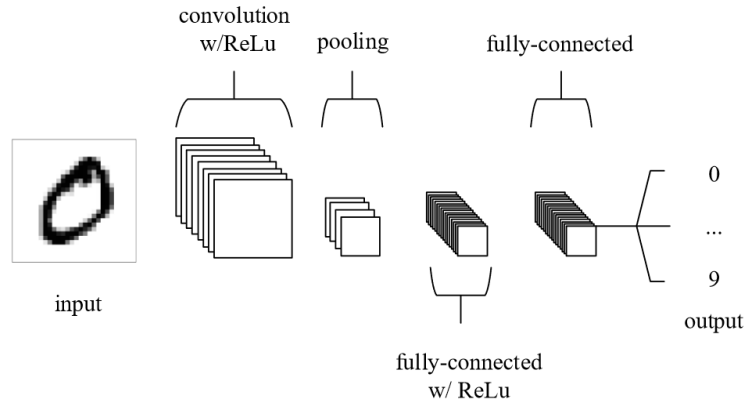 convolution
w/ReLu
pooling
fully-connected
input
fully-connected
w/ ReLu
0
...
9
output